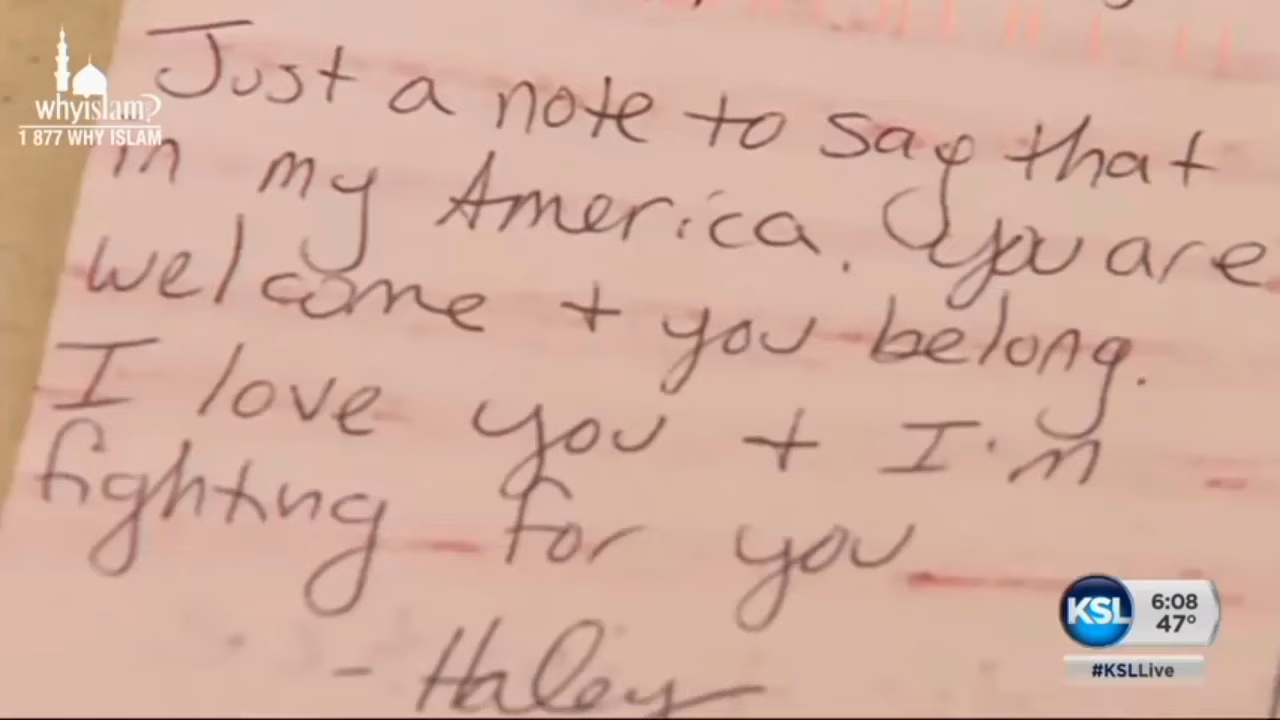 Just a note to say that
in my America. You are
welcome + you belong.
I love you + I'm
fighting for you
- Haley
whyislam?
1 877 WHY ISLAM
KSL
6:08
47°
#KSLLive